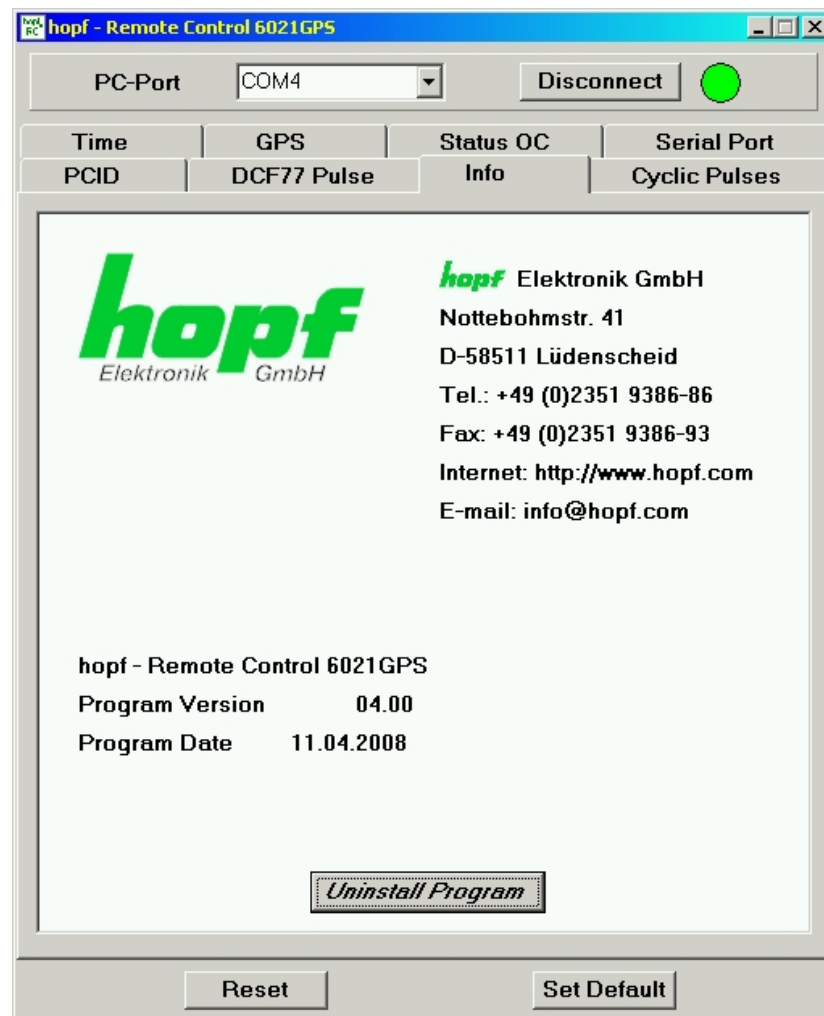 hopf - Remote Control 6021GPS
PC-Port COM4 Disconnect
Time GPS Status OC Serial Port
PCID DCF77 Pulse Info Cyclic Pulses
hopf
Elektronik GmbH
hopf Elektronik GmbH
Nottebohmstr. 41
D-58511 Lüdenscheid
Tel.: +49 (0)2351 9386-86
Fax: +49 (0)2351 9386-93
Internet: http://www.hopf.com
E-mail: info@hopf.com
hopf - Remote Control 6021GPS
Program Version 04.00
Program Date 11.04.2008
Uninstall Program
Reset Set Default